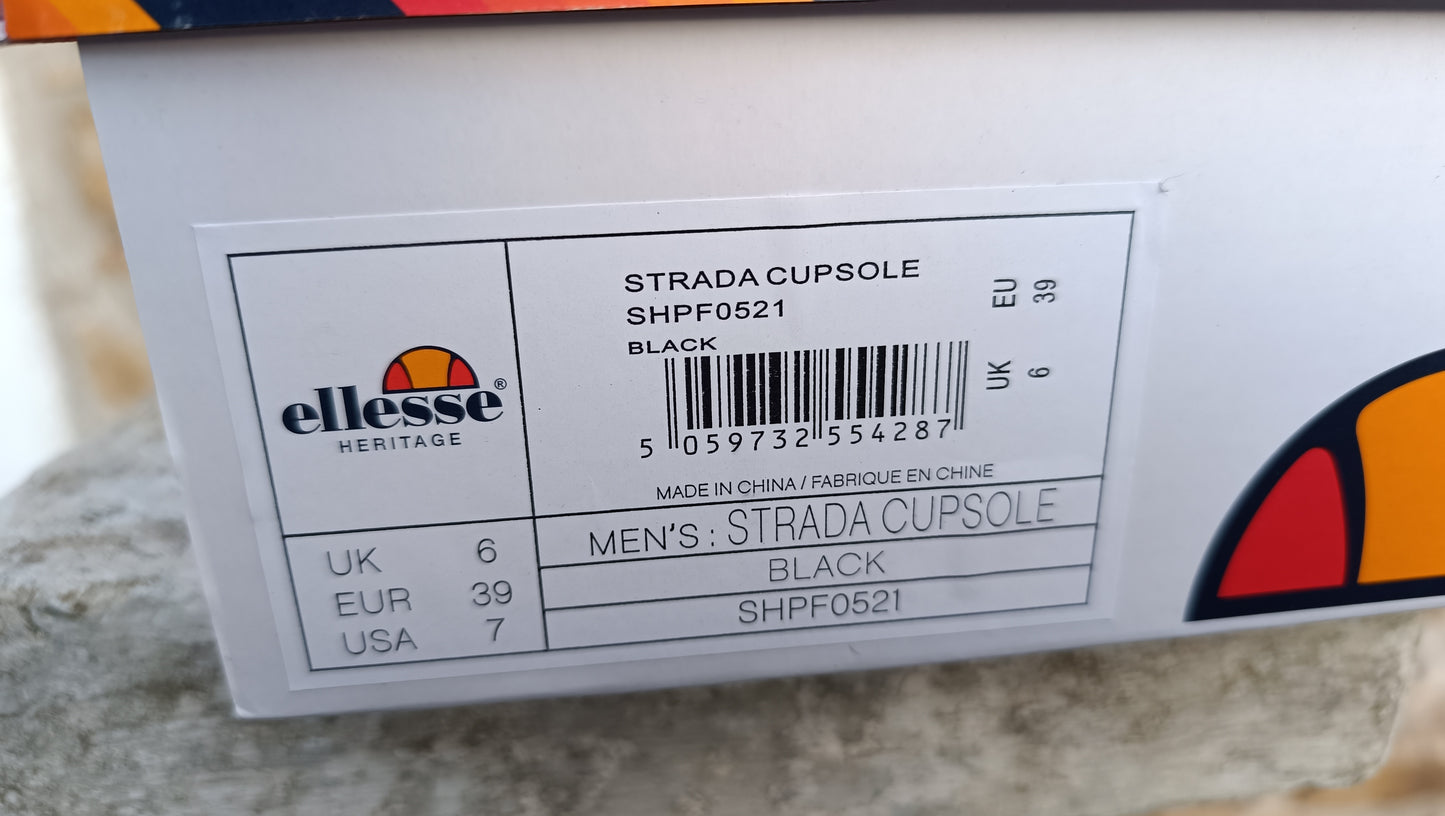 ellesse®
HERITAGE
STRADA CUPSOLE
SHPF0521
BLACK
EU 39
UK 6
5 059732 554287
MADE IN CHINA / FABRIQUE EN CHINE
MEN'S : STRADA CUPSOLE
BLACK
SHPF0521
UK 6
EUR 39
USA 7